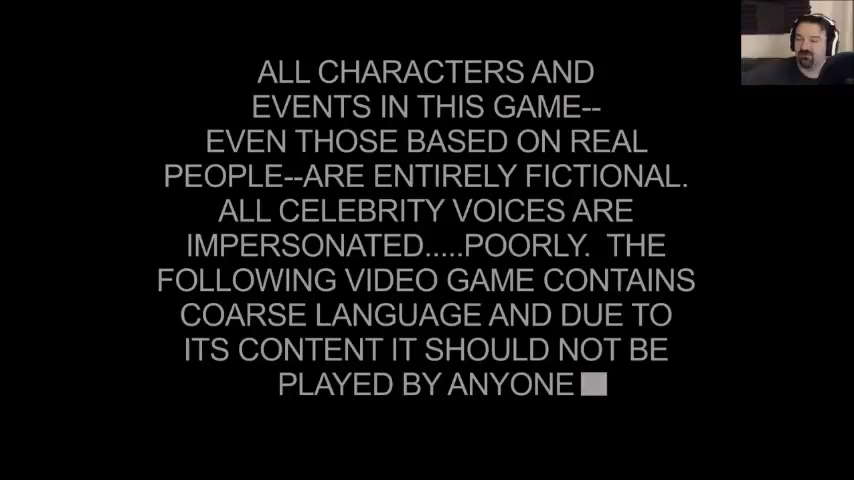 ALL CHARACTERS AND
EVENTS IN THIS GAME--
EVEN THOSE BASED ON REAL
PEOPLE--ARE ENTIRELY FICTIONAL.
ALL CELEBRITY VOICES ARE
IMPERSONATED.....POORLY. THE
FOLLOWING VIDEO GAME CONTAINS
COARSE LANGUAGE AND DUE TO
ITS CONTENT IT SHOULD NOT BE
PLAYED BY ANYONE